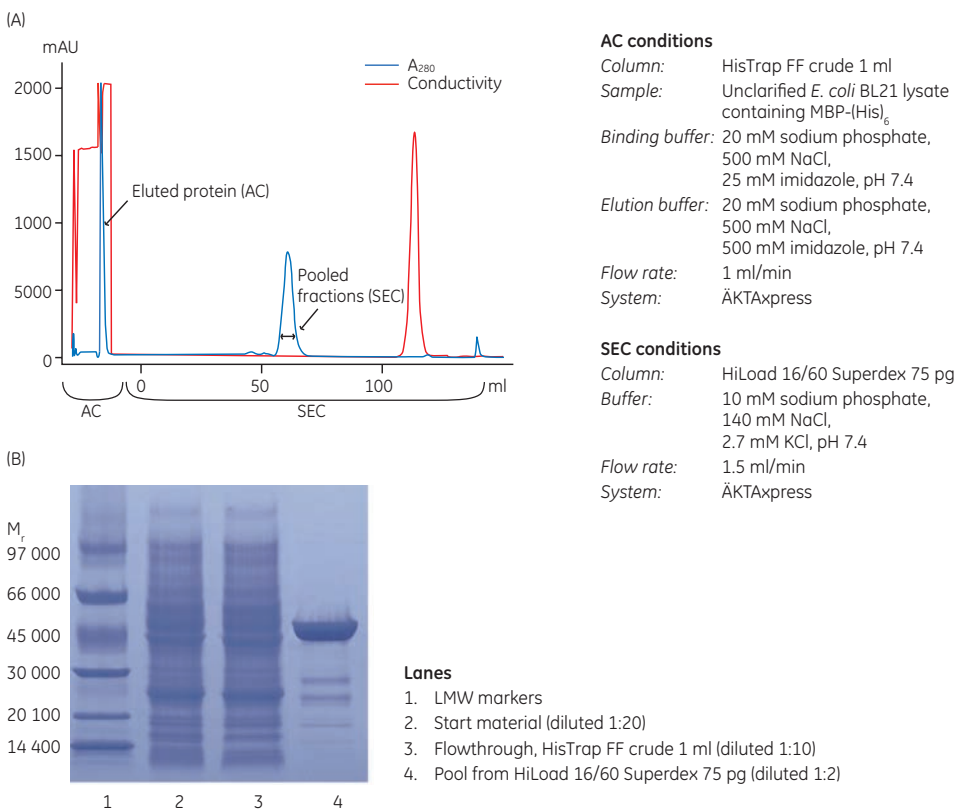 (A)
mAU
2000
1500
1000
5000
0
A₂₈₀
Conductivity
Eluted protein (AC)
Pooled
fractions (SEC)
0
50
100
ml
AC
SEC
AC conditions
Column: HisTrap FF crude 1 ml
Sample: Unclarified E. coli BL21 lysate
containing MBP-(His)₆
Binding buffer: 20 mM sodium phosphate,
500 mM NaCl,
25 mM imidazole, pH 7.4
Elution buffer: 20 mM sodium phosphate,
500 mM NaCl,
500 mM imidazole, pH 7.4
Flow rate: 1 ml/min
System: ÄKTAxpress
SEC conditions
Column: HiLoad 16/60 Superdex 75 pg
Buffer: 10 mM sodium phosphate,
140 mM NaCl,
2.7 mM KCl, pH 7.4
Flow rate: 1.5 ml/min
System: ÄKTAxpress
(B)
Mᵣ
97 000
66 000
45 000
30 000
20 100
14 400
1
2
3
4
Lanes
1. LMW markers
2. Start material (diluted 1:20)
3. Flowthrough, HisTrap FF crude 1 ml (diluted 1:10)
4. Pool from HiLoad 16/60 Superdex 75 pg (diluted 1:2)